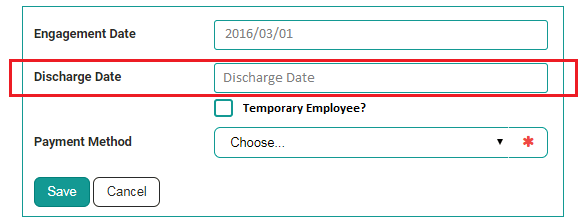 Engagement Date 2016/03/01
Discharge Date Discharge Date
Temporary Employee?
Payment Method Choose... ▼ ✱
Save Cancel